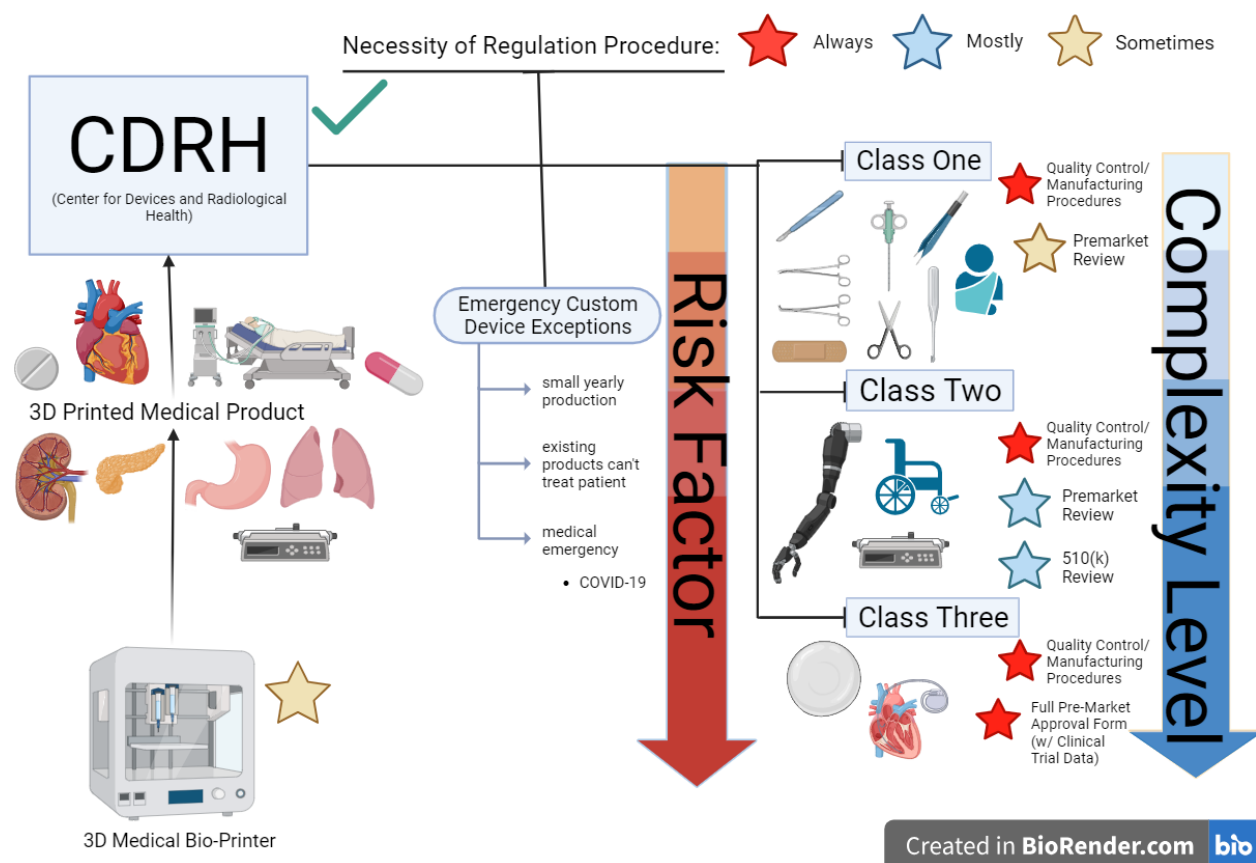 Necessity of Regulation Procedure:
Always
Mostly
Sometimes
CDRH
(Center for Devices and Radiological
Health)
3D Printed Medical Product
3D Medical Bio-Printer
Emergency Custom
Device Exceptions
small yearly
production
existing
products can't
treat patient
medical
emergency
• COVID-19
Risk Factor
Class One
Quality Control/
Manufacturing
Procedures
Premarket
Review
Class Two
Quality Control/
Manufacturing
Procedures
Premarket
Review
510(k)
Review
Class Three
Quality Control/
Manufacturing
Procedures
Full Pre-Market
Approval Form
(w/ Clinical
Trial Data)
Complexity Level
Created in BioRender.com bio